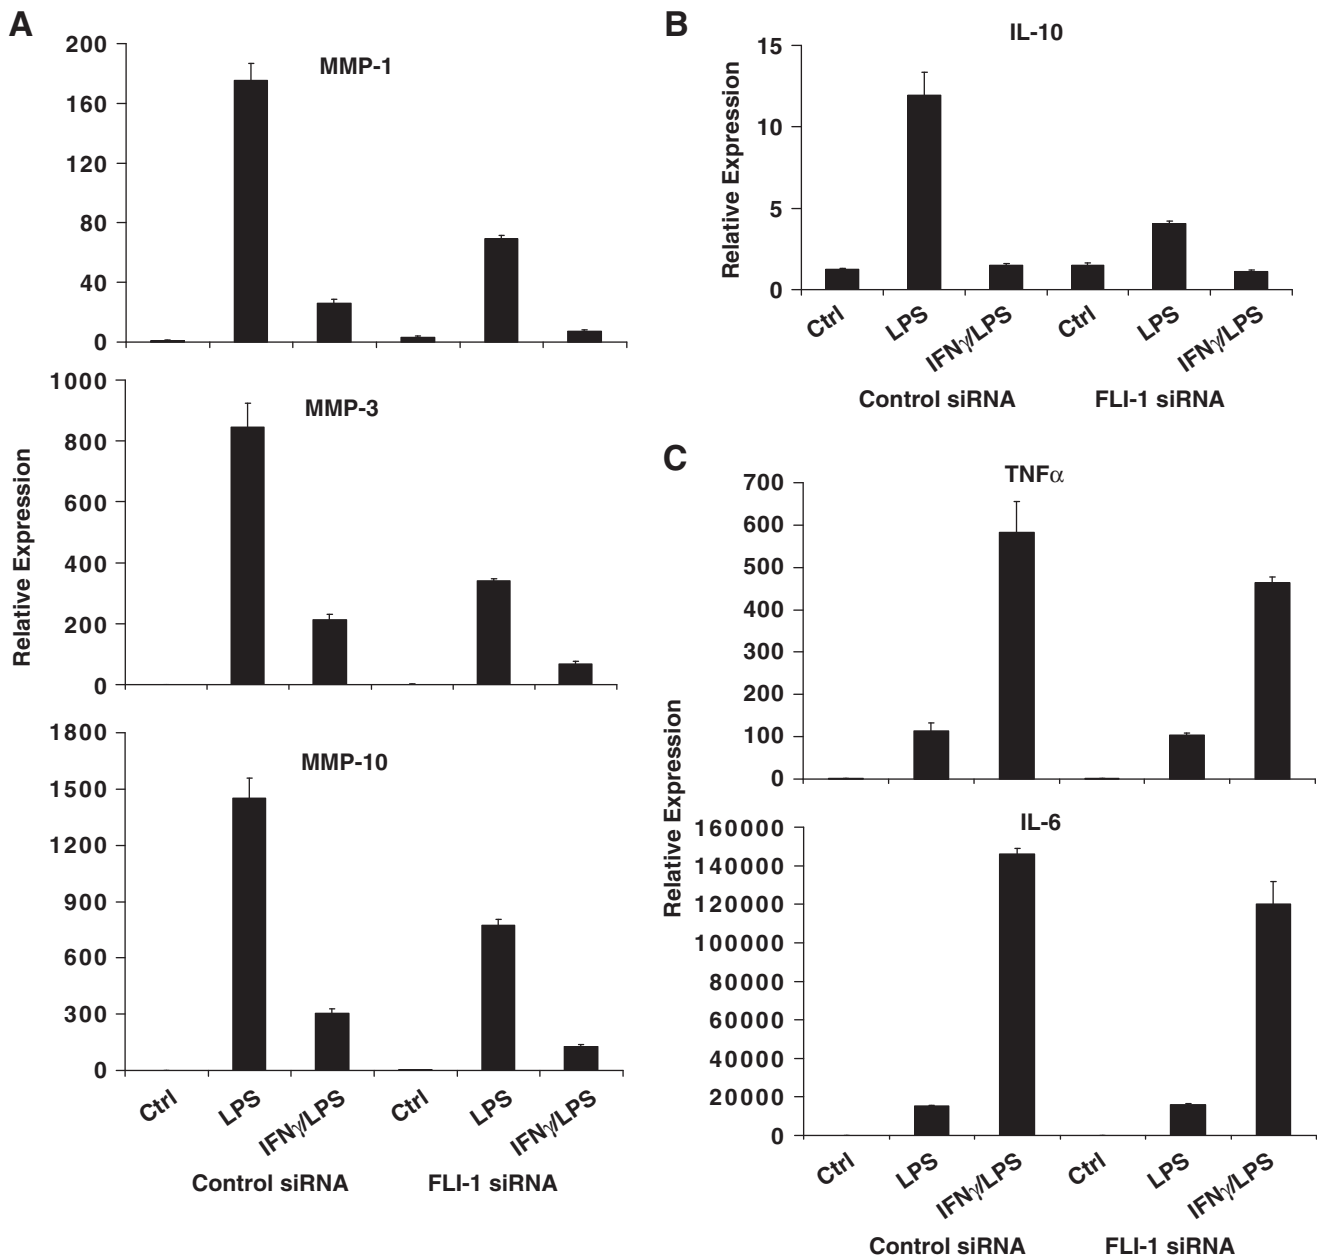 A
MMP-1
200
160
120
80
40
0
MMP-3
1000
800
600
400
200
0
Relative Expression
MMP-10
1800
1500
1200
900
600
300
0
Ctrl LPS IFNγ/LPS Ctrl LPS IFNγ/LPS
Control siRNA FLI-1 siRNA
B
IL-10
15
10
5
0
Relative Expression
Ctrl LPS IFNγ/LPS Ctrl LPS IFNγ/LPS
Control siRNA FLI-1 siRNA
C
TNFα
700
600
500
400
300
200
100
0
Relative Expression
IL-6
160000
140000
120000
100000
80000
60000
40000
20000
0
Ctrl LPS IFNγ/LPS Ctrl LPS IFNγ/LPS
Control siRNA FLI-1 siRNA